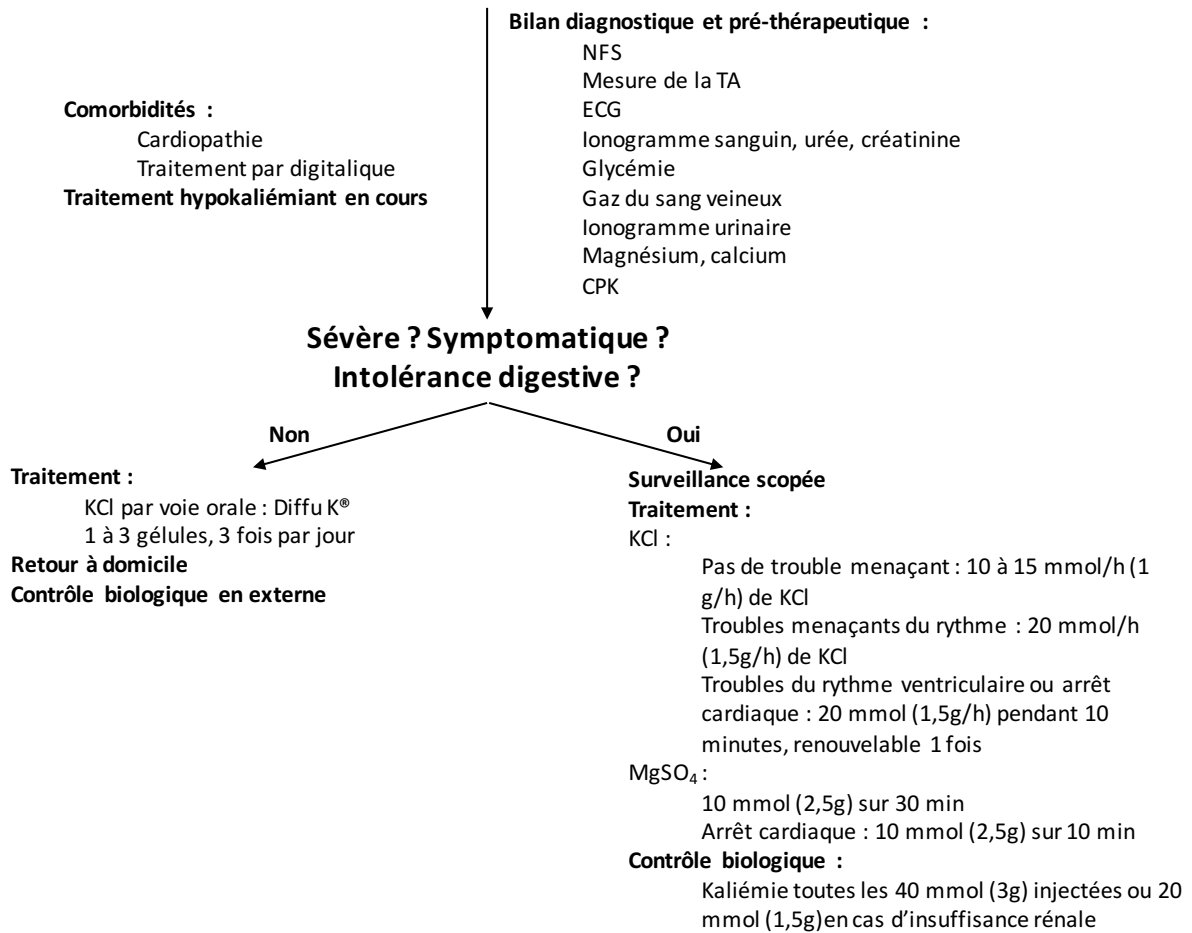 Bilan diagnostique et pré-thérapeutique :
NFS
Mesure de la TA
ECG
Ionogramme sanguin, urée, créatinine
Glycémie
Gaz du sang veineux
Ionogramme urinaire
Magnésium, calcium
CPK
Comorbidités :
Cardiopathie
Traitement par digitalique
Traitement hypokaliémiant en cours
Sévère ? Symptomatique ?
Intolérance digestive ?
Non
Oui
Traitement :
KCl par voie orale : Diffu K®
1 à 3 gélules, 3 fois par jour
Retour à domicile
Contrôle biologique en externe
Surveillance scopée
Traitement :
KCl :
Pas de trouble menaçant : 10 à 15 mmol/h (1
g/h) de KCl
Troubles menaçants du rythme : 20 mmol/h
(1,5g/h) de KCl
Troubles du rythme ventriculaire ou arrêt
cardiaque : 20 mmol (1,5g/h) pendant 10
minutes, renouvelable 1 fois
MgSO₄ :
10 mmol (2,5g) sur 30 min
Arrêt cardiaque : 10 mmol (2,5g) sur 10 min
Contrôle biologique :
Kaliémie toutes les 40 mmol (3g) injectées ou 20
mmol (1,5g)en cas d'insuffisance rénale